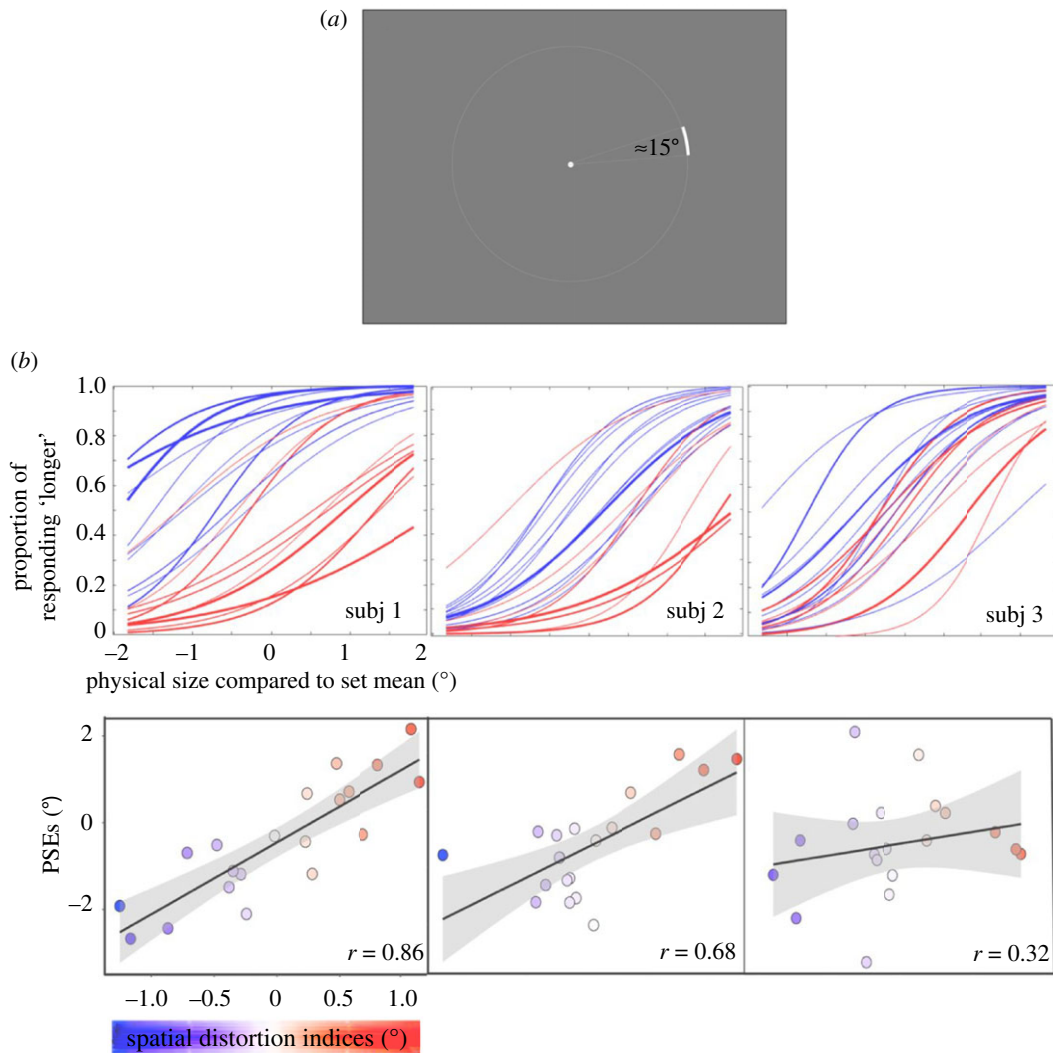 (a)
≈15°
(b)
1.0
0.8
0.6
0.4
0.2
0
proportion of
responding ‘longer’
subj 1
subj 2
subj 3
–2 –1 0 1 2
physical size compared to set mean (°)
2
0
–2
PSEs (°)
r = 0.86
r = 0.68
r = 0.32
–1.0 –0.5 0 0.5 1.0
spatial distortion indices (°)